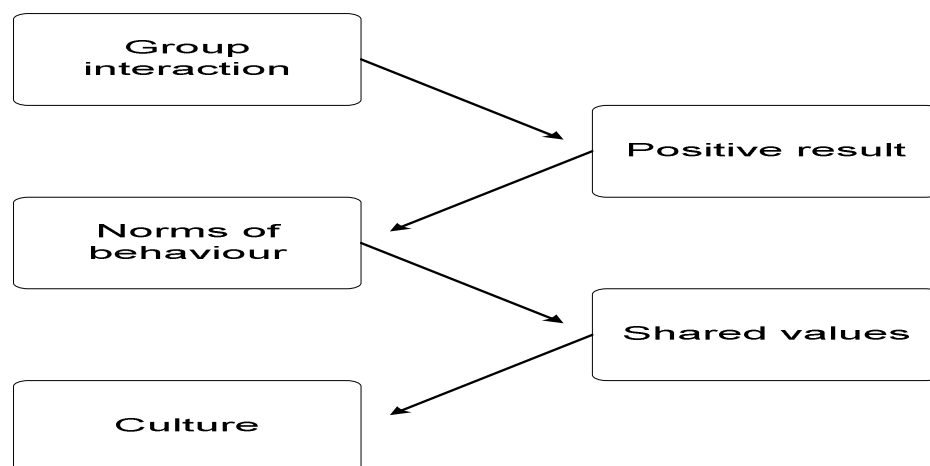 Group
interaction
Positive result
Norms of
behaviour
Shared values
Culture